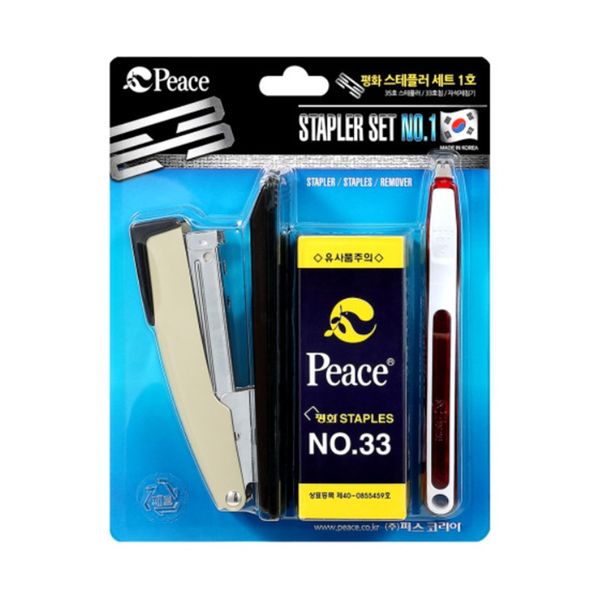 Peace
평화 스테플러 세트 1호
35호 스테플러 / 33호침 / 자석제침기
STAPLER SET NO.1
MADE IN KOREA
STAPLER / STAPLES / REMOVER
◇ 유사품주의 ◇
Peace®
평화 STAPLES
NO.33
상표등록 제40-0855459호
www.peace.co.kr (주)피스 코리아